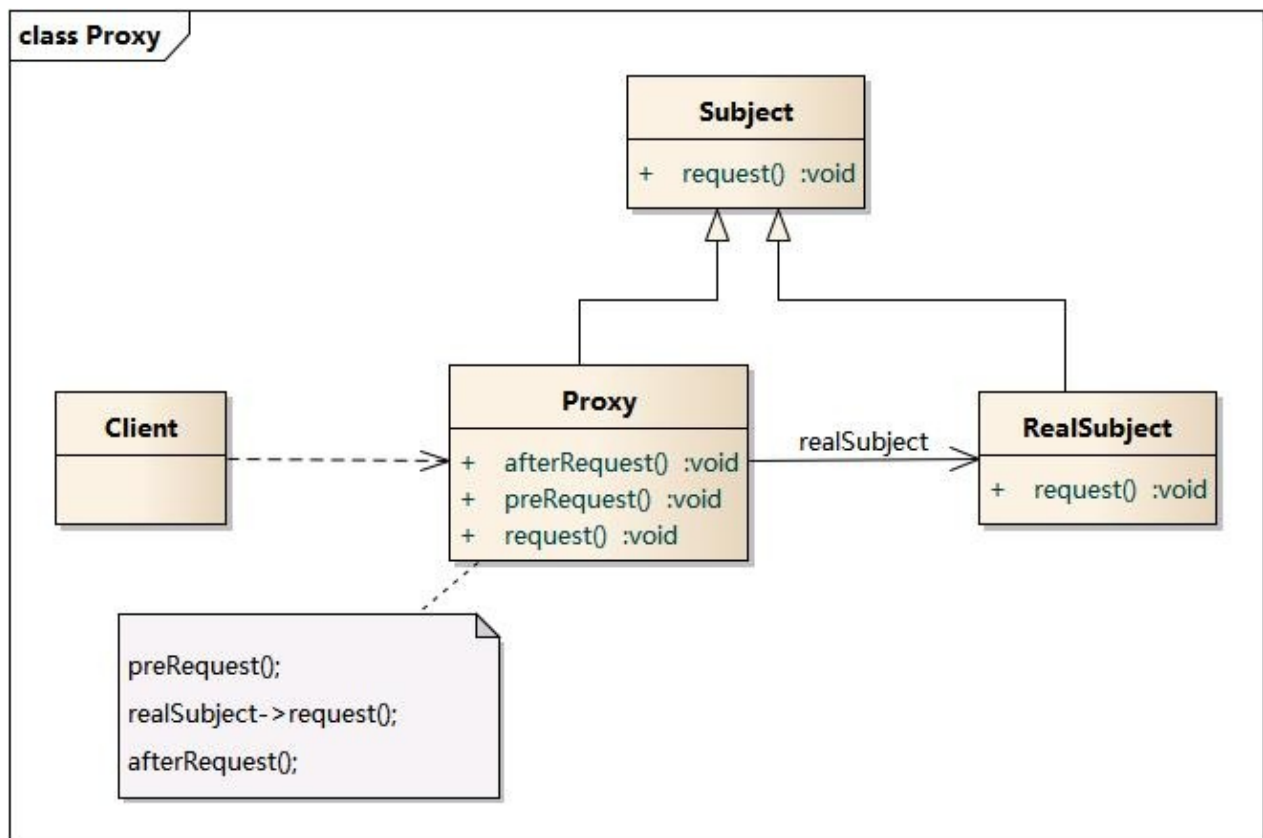 class Proxy
Subject
+ request() :void
Client
Proxy
+ afterRequest() :void
+ preRequest() :void
+ request() :void
realSubject
RealSubject
+ request() :void
preRequest();
realSubject->request();
afterRequest();